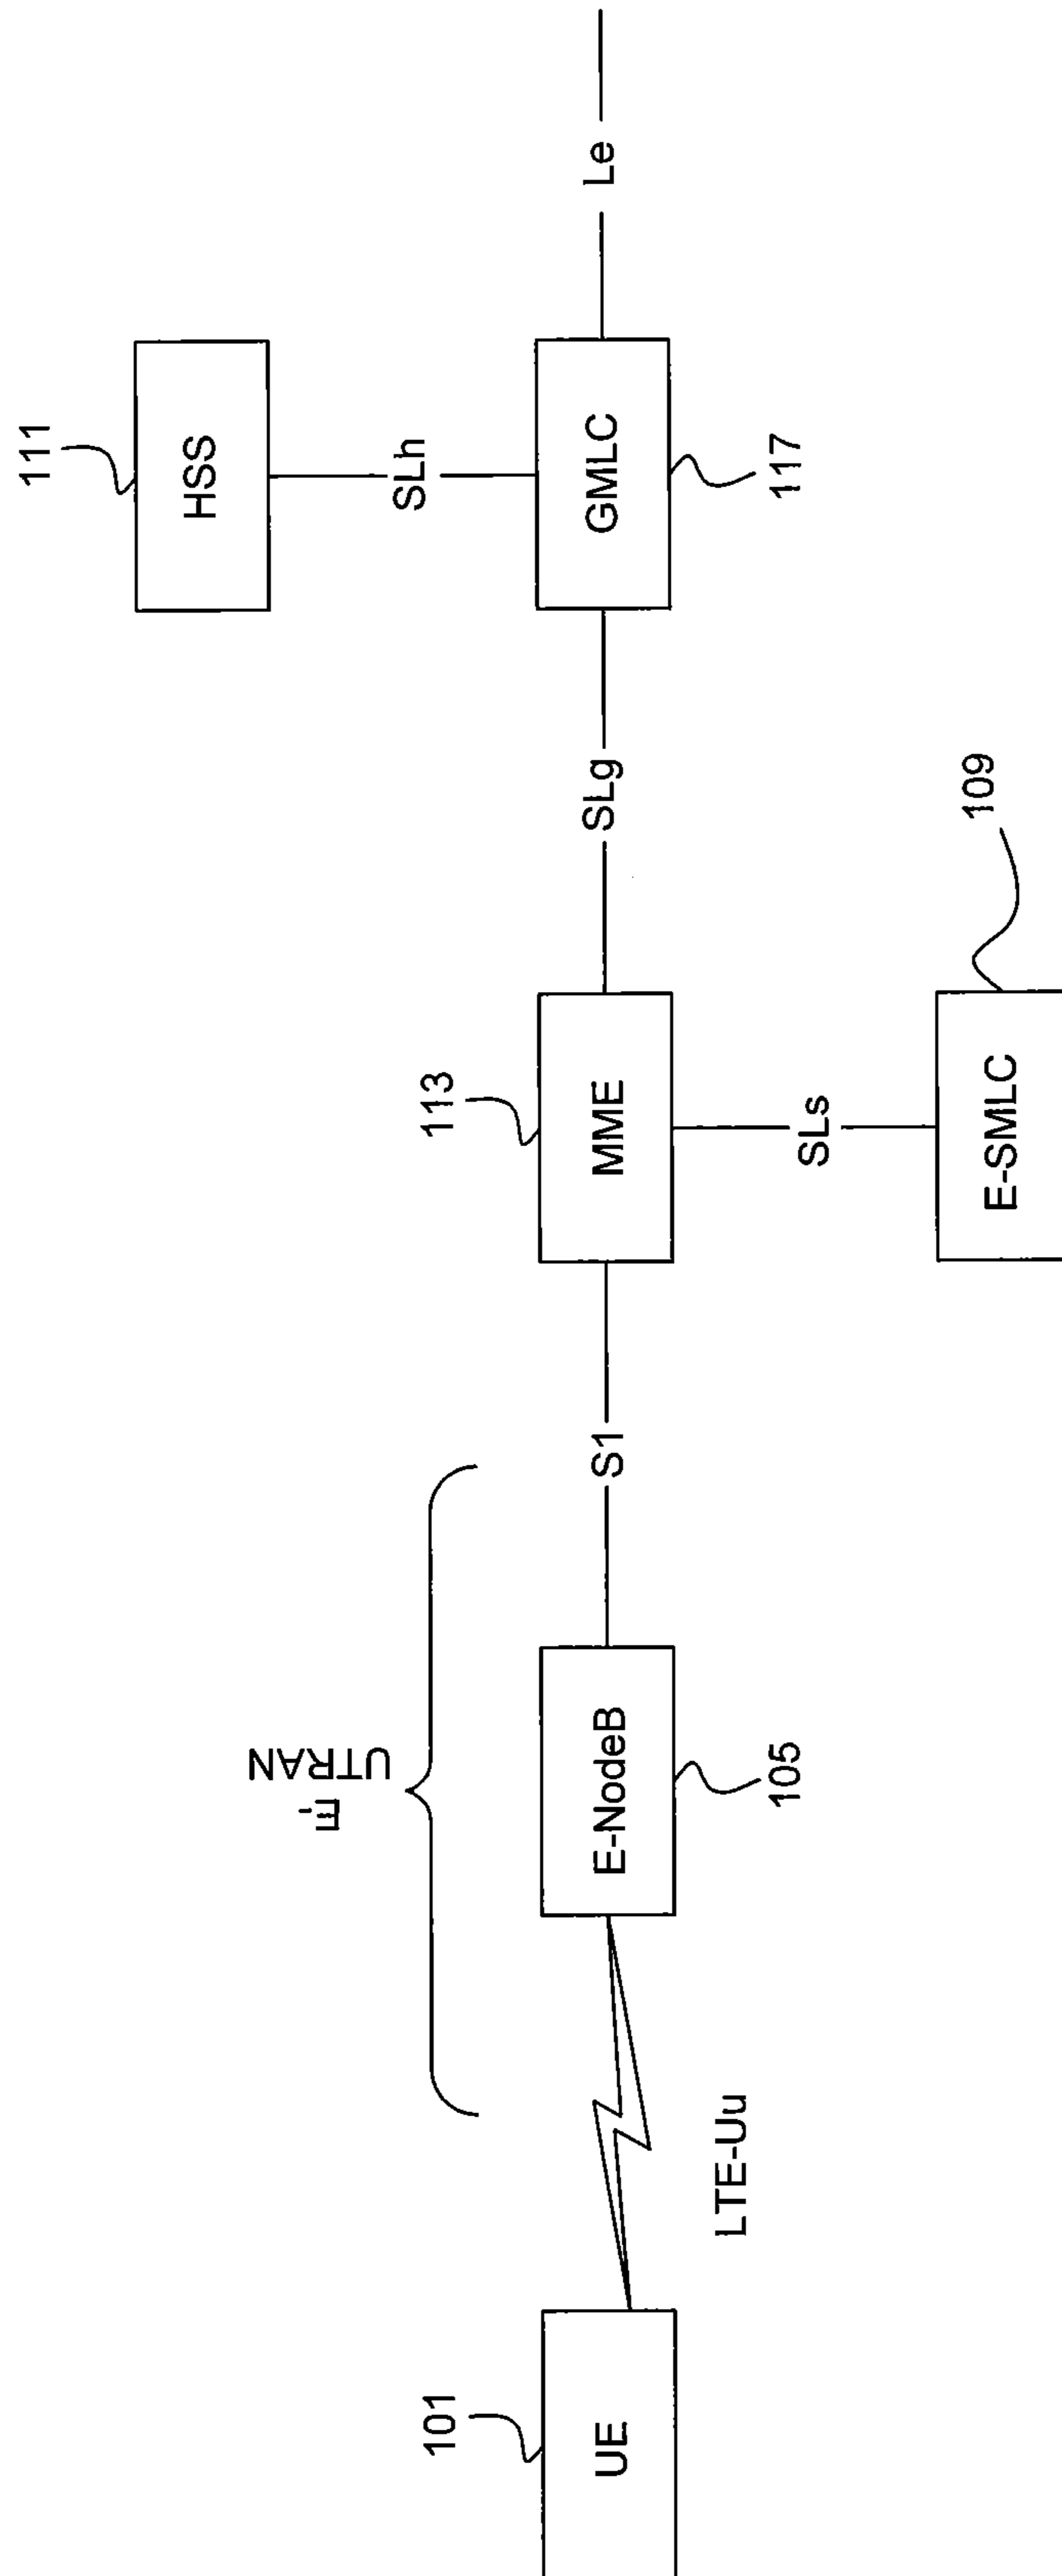 111
HSS
SLh
Le
GMLC
117
SLg
113
MME
SLs
109
E-SMLC
S1
E-
UTRAN
E-NodeB
105
LTE-Uu
101
UE